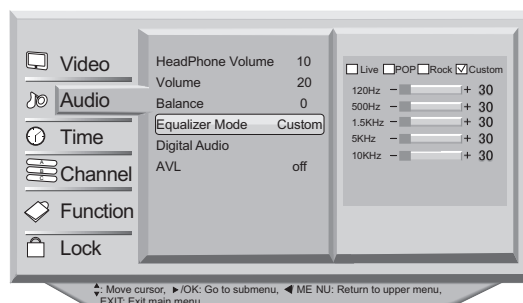 Video
Audio
Time
Channel
Function
Lock
HeadPhone Volume 10
Volume 20
Balance 0
Equalizer Mode Custom
Digital Audio
AVL off
Live POP Rock Custom
120Hz − + 30
500Hz − + 30
1.5KHz − + 30
5KHz − + 30
10KHz − + 30
A
B
C
: Move cursor, ►/OK: Go to submenu, ◄ ME NU: Return to upper menu,
EXIT: Exit main menu